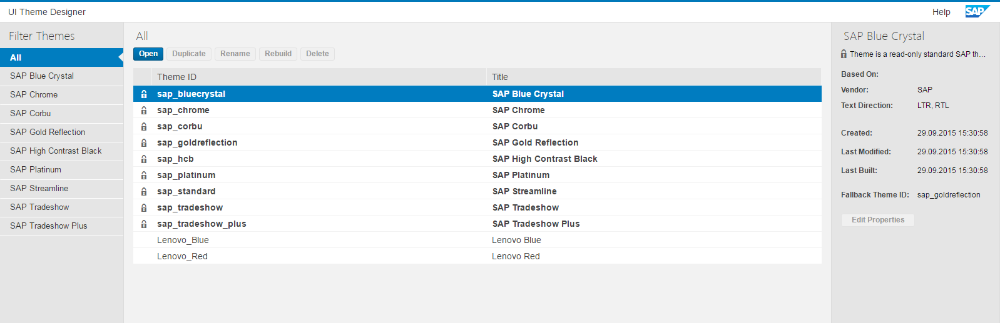 UI Theme Designer
Help
SAP
Filter Themes
All
SAP Blue Crystal
SAP Chrome
SAP Corbu
SAP Gold Reflection
SAP High Contrast Black
SAP Platinum
SAP Streamline
SAP Tradeshow
SAP Tradeshow Plus
All
Open Duplicate Rename Rebuild Delete
Theme ID Title
sap_bluecrystal SAP Blue Crystal
sap_chrome SAP Chrome
sap_corbu SAP Corbu
sap_goldreflection SAP Gold Reflection
sap_hcb SAP High Contrast Black
sap_platinum SAP Platinum
sap_standard SAP Streamline
sap_tradeshow SAP Tradeshow
sap_tradeshow_plus SAP Tradeshow Plus
Lenovo_Blue Lenovo Blue
Lenovo_Red Lenovo Red
SAP Blue Crystal
Theme is a read-only standard SAP th...
Based On:
Vendor: SAP
Text Direction: LTR, RTL
Created: 29.09.2015 15:30:58
Last Modified: 29.09.2015 15:30:58
Last Built: 29.09.2015 15:30:58
Fallback Theme ID: sap_goldreflection
Edit Properties